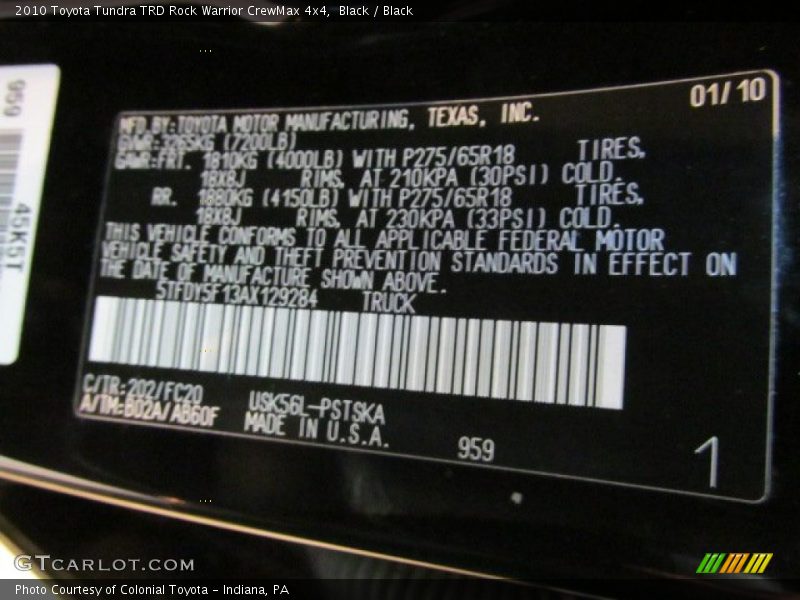 2010 Toyota Tundra TRD Rock Warrior CrewMax 4x4, Black / Black
959
45K5T
01/10
MFD BY: TOYOTA MOTOR MANUFACTURING, TEXAS, INC.
GVWR: 3265KG (7200LB)
GAWR: FRT. 1810KG (4000LB) WITH P275/65R18 TIRES,
18X8J RIMS, AT 210KPA (30PSI) COLD.
RR. 1880KG (4150LB) WITH P275/65R18 TIRES,
18X8J RIMS, AT 230KPA (33PSI) COLD.
THIS VEHICLE CONFORMS TO ALL APPLICABLE FEDERAL MOTOR
VEHICLE SAFETY AND THEFT PREVENTION STANDARDS IN EFFECT ON
THE DATE OF MANUFACTURE SHOWN ABOVE.
5TFDY5F13AX129284 TRUCK
C/TR: 202/FC20 USK56L-PSTSKA
A/TM: B02A/AB60F MADE IN U.S.A.
959
1
GTCARLOT.COM
Photo Courtesy of Colonial Toyota - Indiana, PA